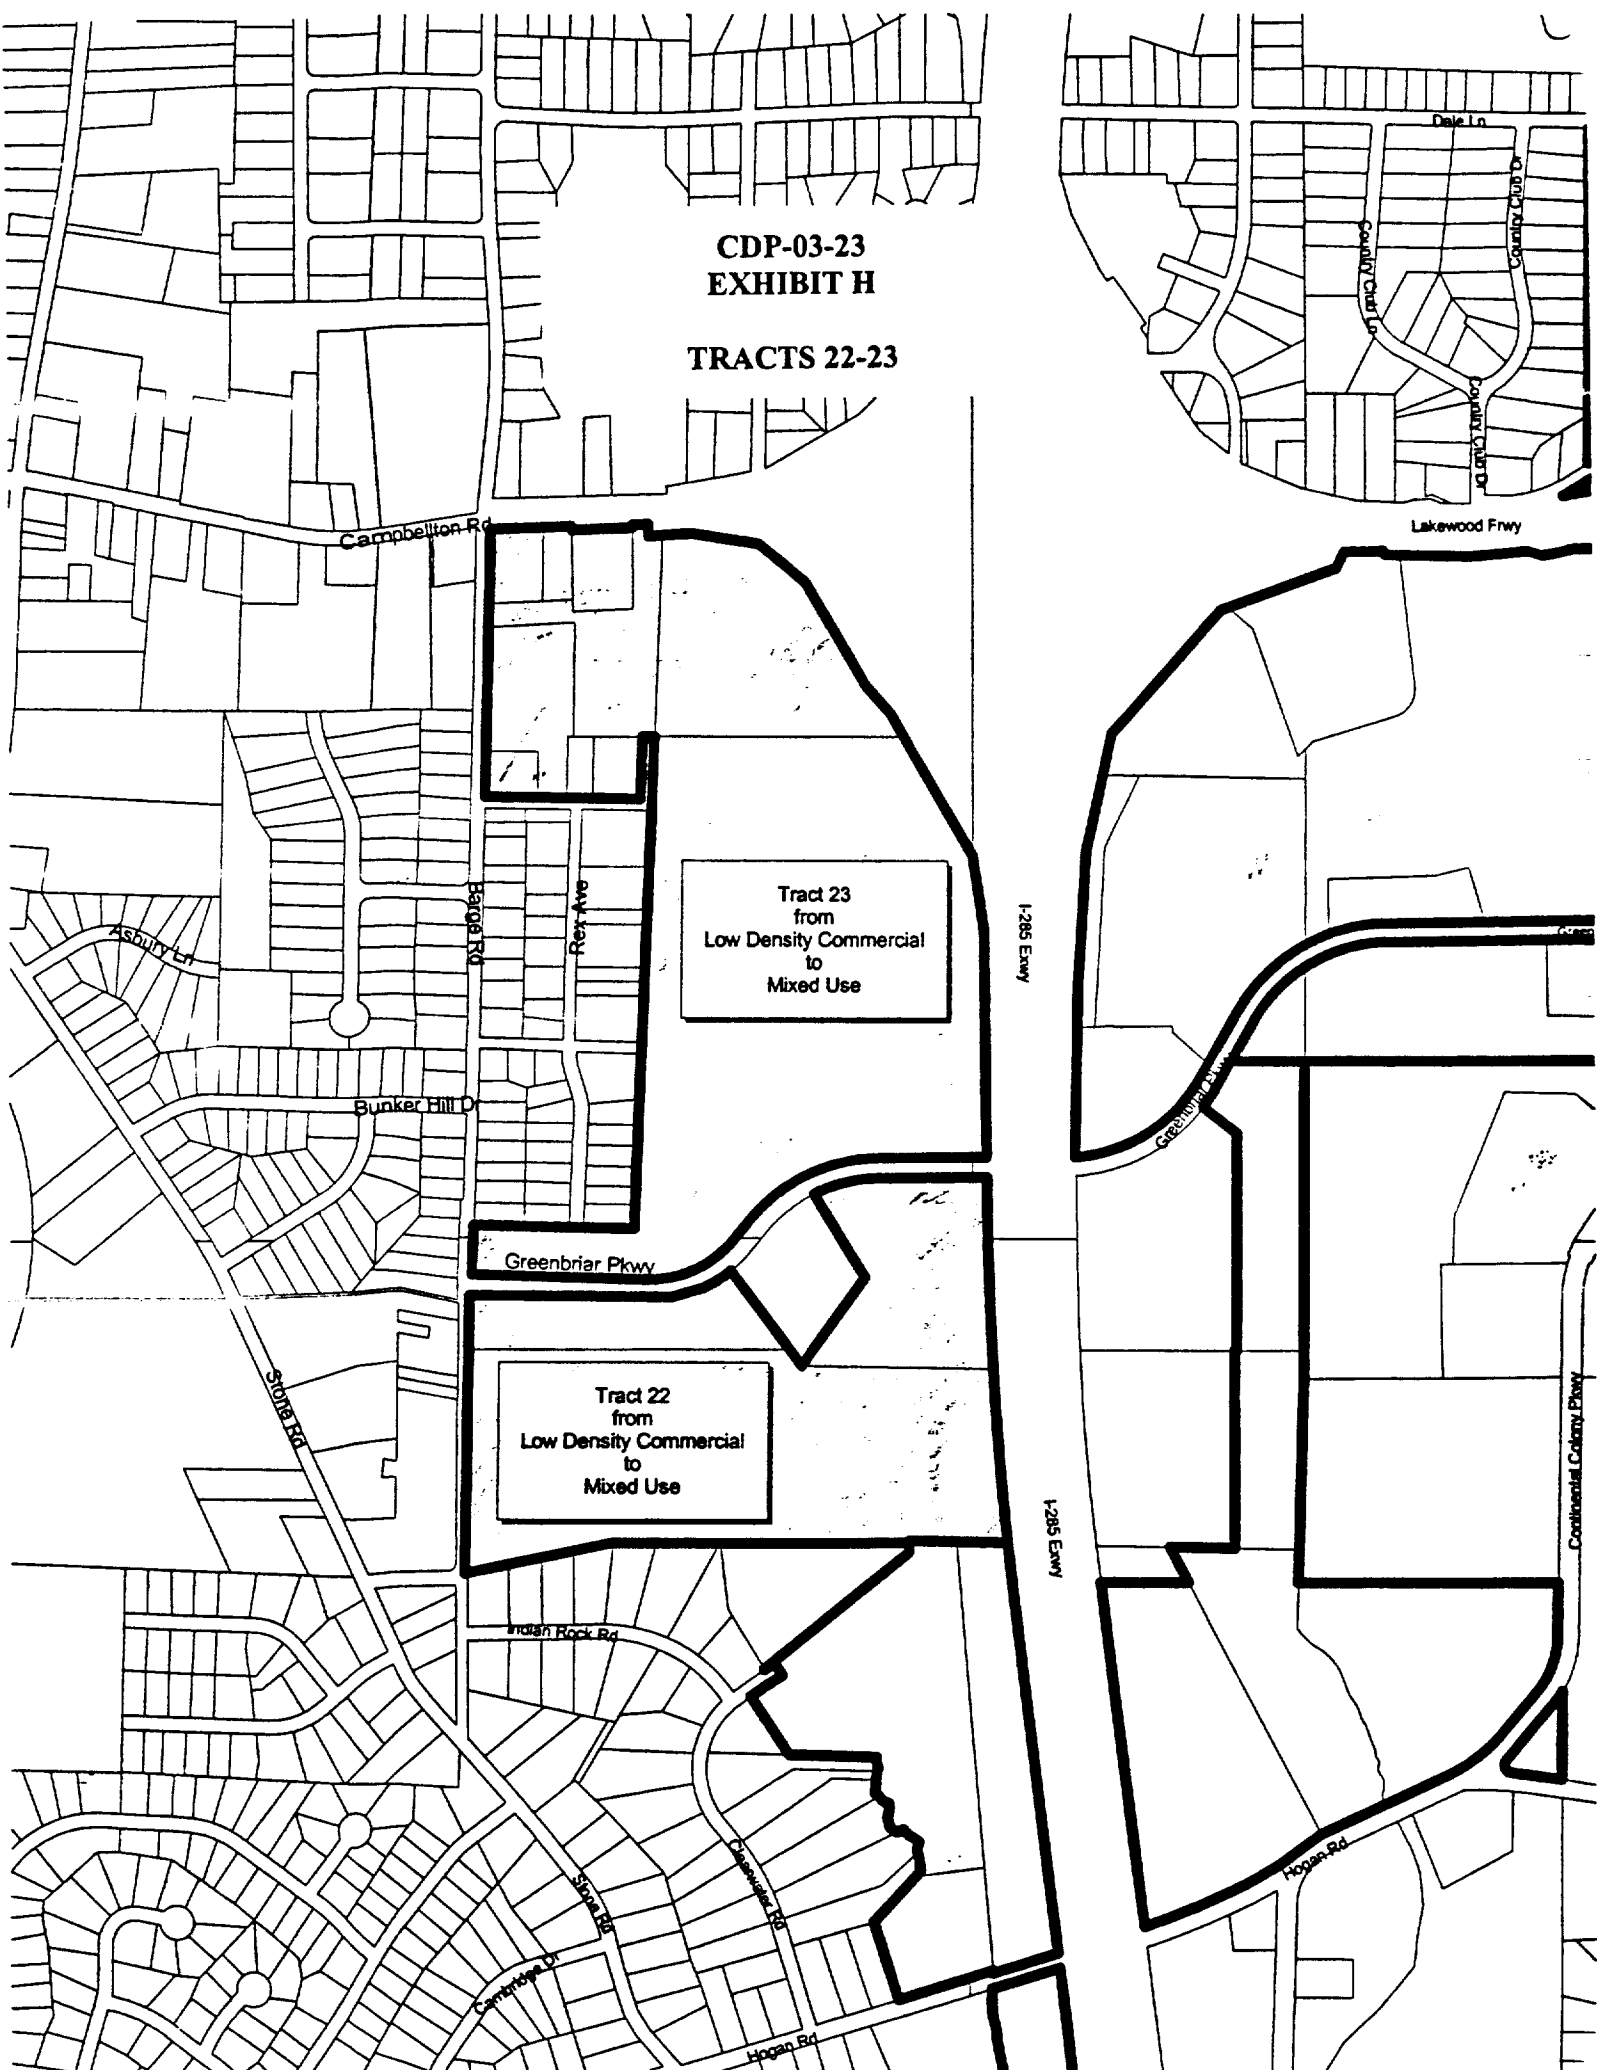 Dale Ln
Country Club Dr
Country Club Ln
CDP-03-23
EXHIBIT H
TRACTS 22-23
Country Club Dr
Campbellton Rd
Lakewood Frwy
Tract 23
from
Low Density Commercial
to
Mixed Use
Barge Rd
Rex Ave
I-285 Exwy
Asbury Ln
Green
Greenbriar Pkwy
Bunker Hill Dr
Greenbriar Pkwy
Tract 22
from
Low Density Commercial
to
Mixed Use
Stone Rd
Continental Colony Pkwy
I-285 Exwy
Indian Rock Rd
Clearwater Rd
Hogan Rd
Stone Rd
Cambridge Dr
Hogan Rd